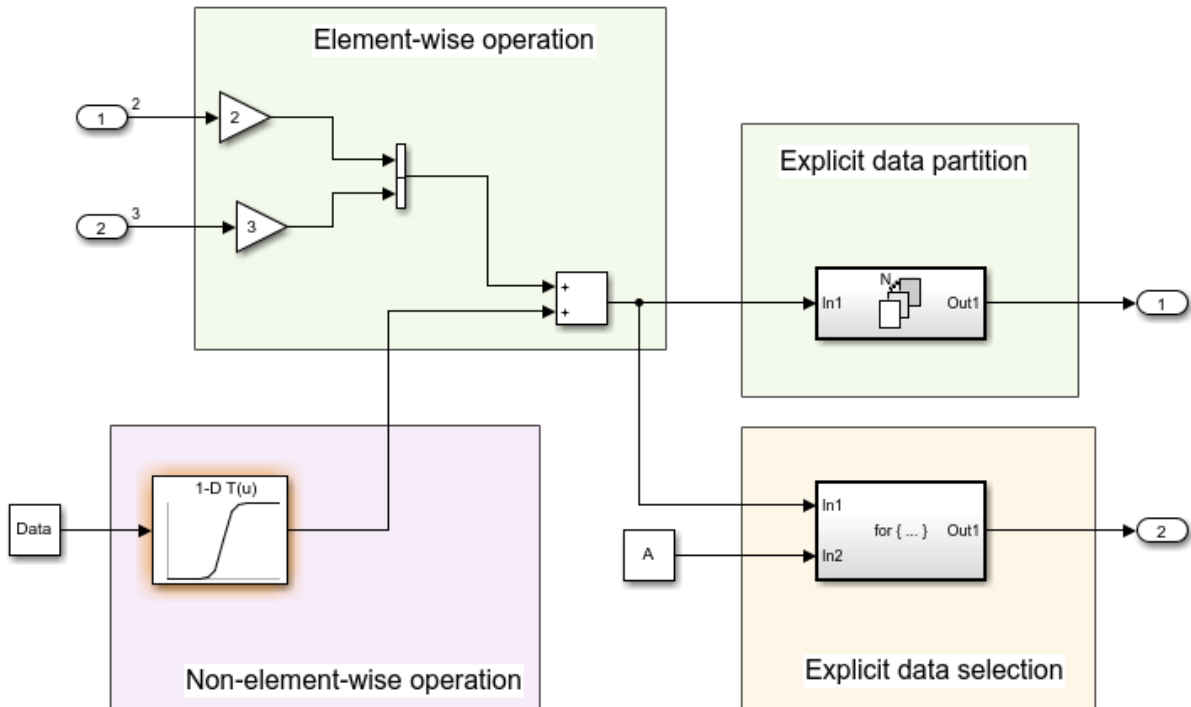 Element-wise operation
1
2
2
2
3
3
+
+
Explicit data partition
In1
N
Out1
1
Data
1-D T(u)
Non-element-wise operation
A
In1
In2
for { ... }
Out1
2
Explicit data selection